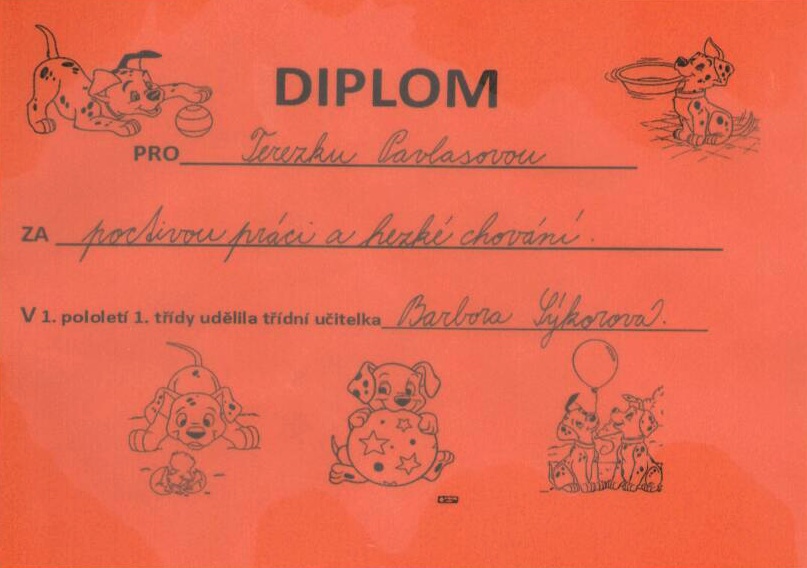 DIPLOM
PRO Terezku Pavlasovou
ZA poctivou práci a hezké chování.
V 1. pololetí 1. třídy udělila třídní učitelka Barbora Sýkorová.